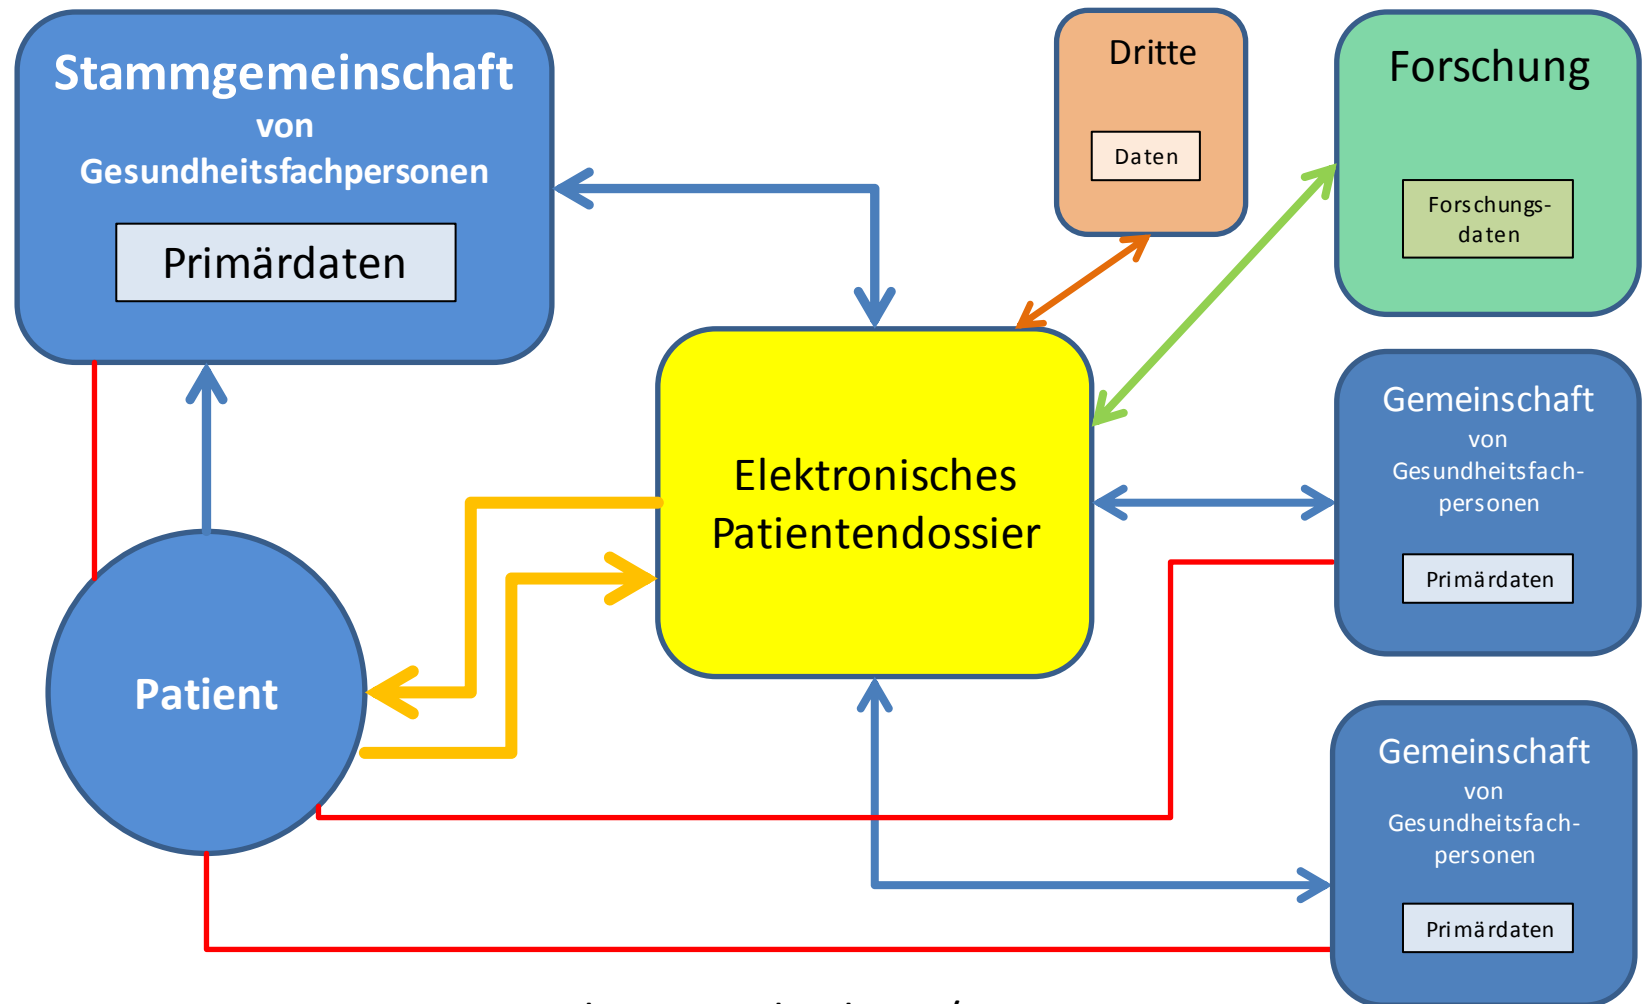 Stammgemeinschaft
von
Gesundheitsfachpersonen
Primärdaten
Dritte
Daten
Forschung
Forschungs-
daten
Elektronisches
Patientendossier
Gemeinschaft
von
Gesundheitsfach-
personen
Primärdaten
Patient
Gemeinschaft
von
Gesundheitsfach-
personen
Primärdaten